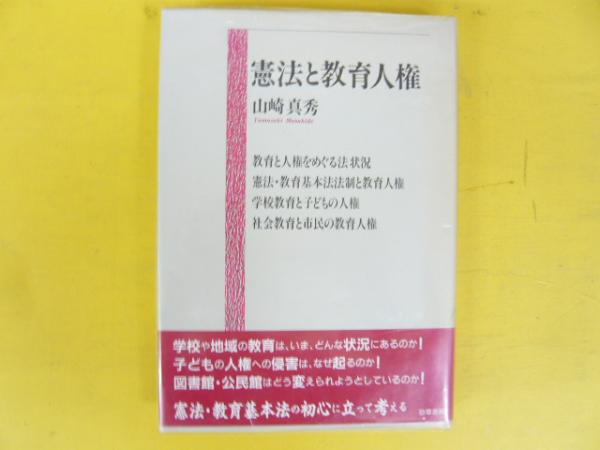 憲法と教育人権
山崎真秀
Yamazaki Masahide
教育と人権をめぐる法状況
憲法・教育基本法法制と教育人権
学校教育と子どもの人権
社会教育と市民の教育人権
学校や地域の教育は、いま、どんな状況にあるのか!
子どもの人権への侵害は、なぜ起るのか!
図書館・公民館はどう変えられようとしているのか!
憲法・教育基本法の初心に立って考える
勁草書房